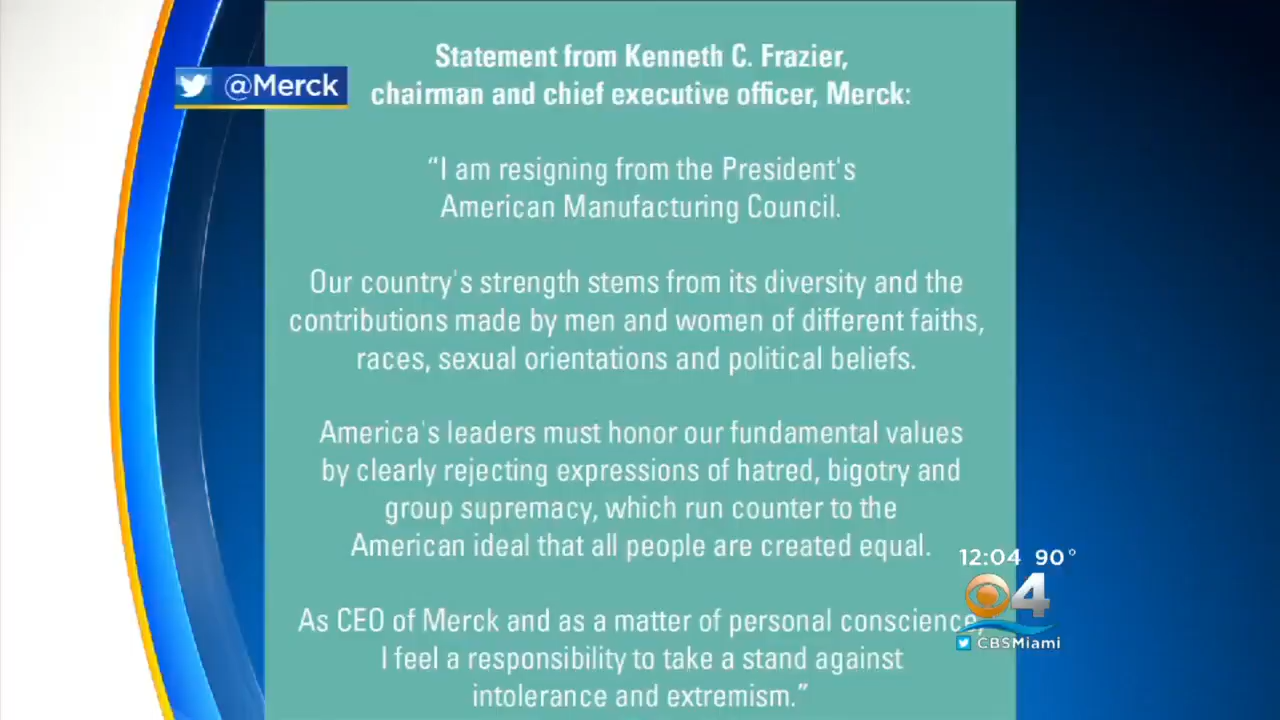 Statement from Kenneth C. Frazier,
@Merck
chairman and chief executive officer, Merck:
“I am resigning from the President's
American Manufacturing Council.
Our country's strength stems from its diversity and the
contributions made by men and women of different faiths,
races, sexual orientations and political beliefs.
America's leaders must honor our fundamental values
by clearly rejecting expressions of hatred, bigotry and
group supremacy, which run counter to the
American ideal that all people are created equal.
As CEO of Merck and as a matter of personal conscience,
I feel a responsibility to take a stand against
intolerance and extremism.”
12:04 90°
4
CBSMiami